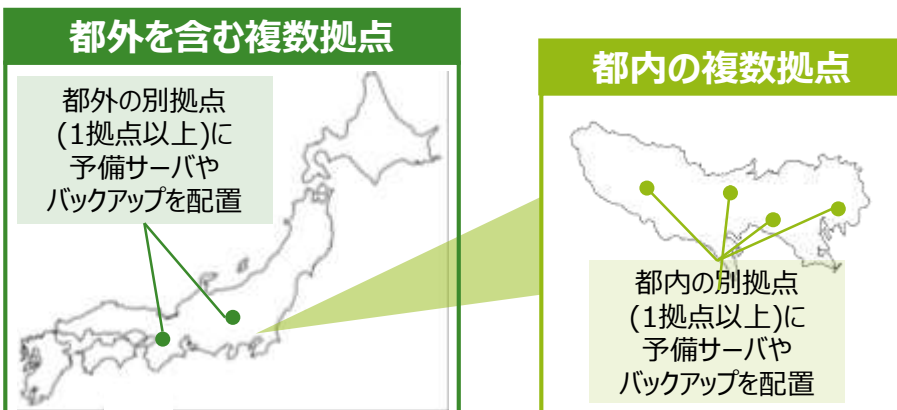 都外を含む複数拠点
都外の別拠点
(1拠点以上)に
予備サーバや
バックアップを配置
都内の複数拠点
都内の別拠点
(1拠点以上)に
予備サーバや
バックアップを配置